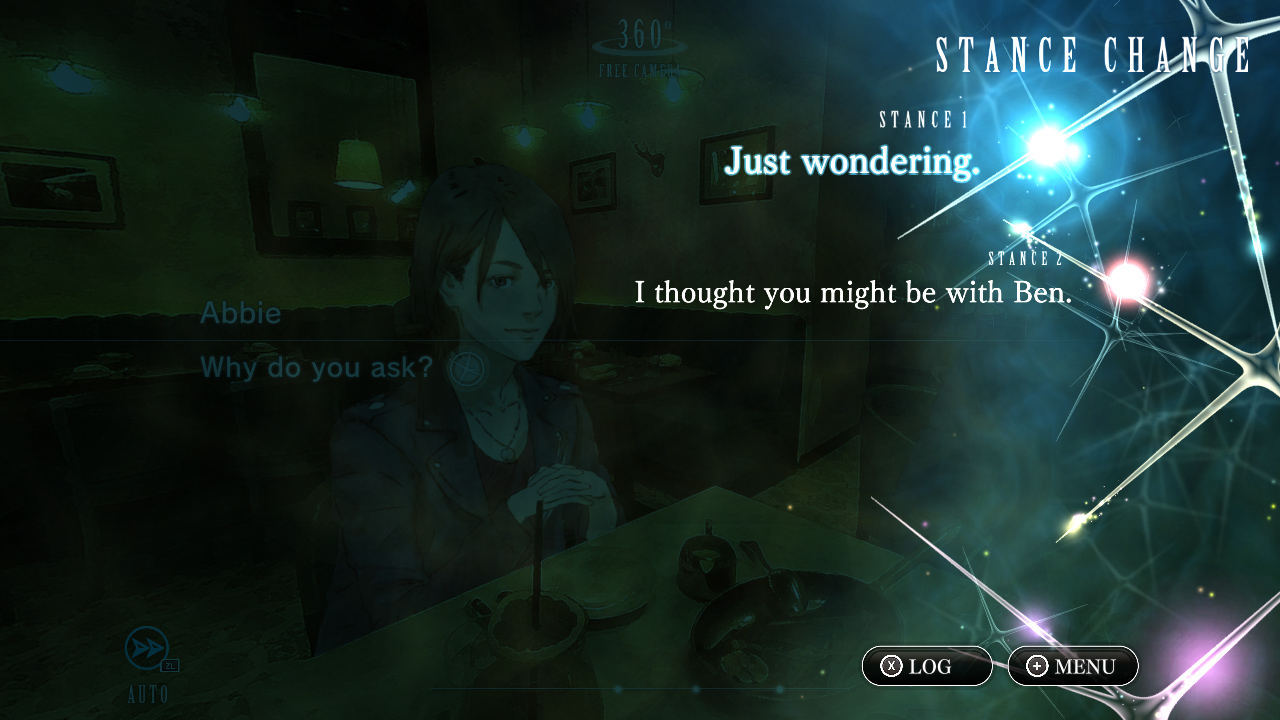 360°
FREE CAMERA
STANCE CHANGE
STANCE 1
Just wondering.
STANCE 2
I thought you might be with Ben.
Abbie
Why do you ask?
ZL
AUTO
X LOG
+ MENU